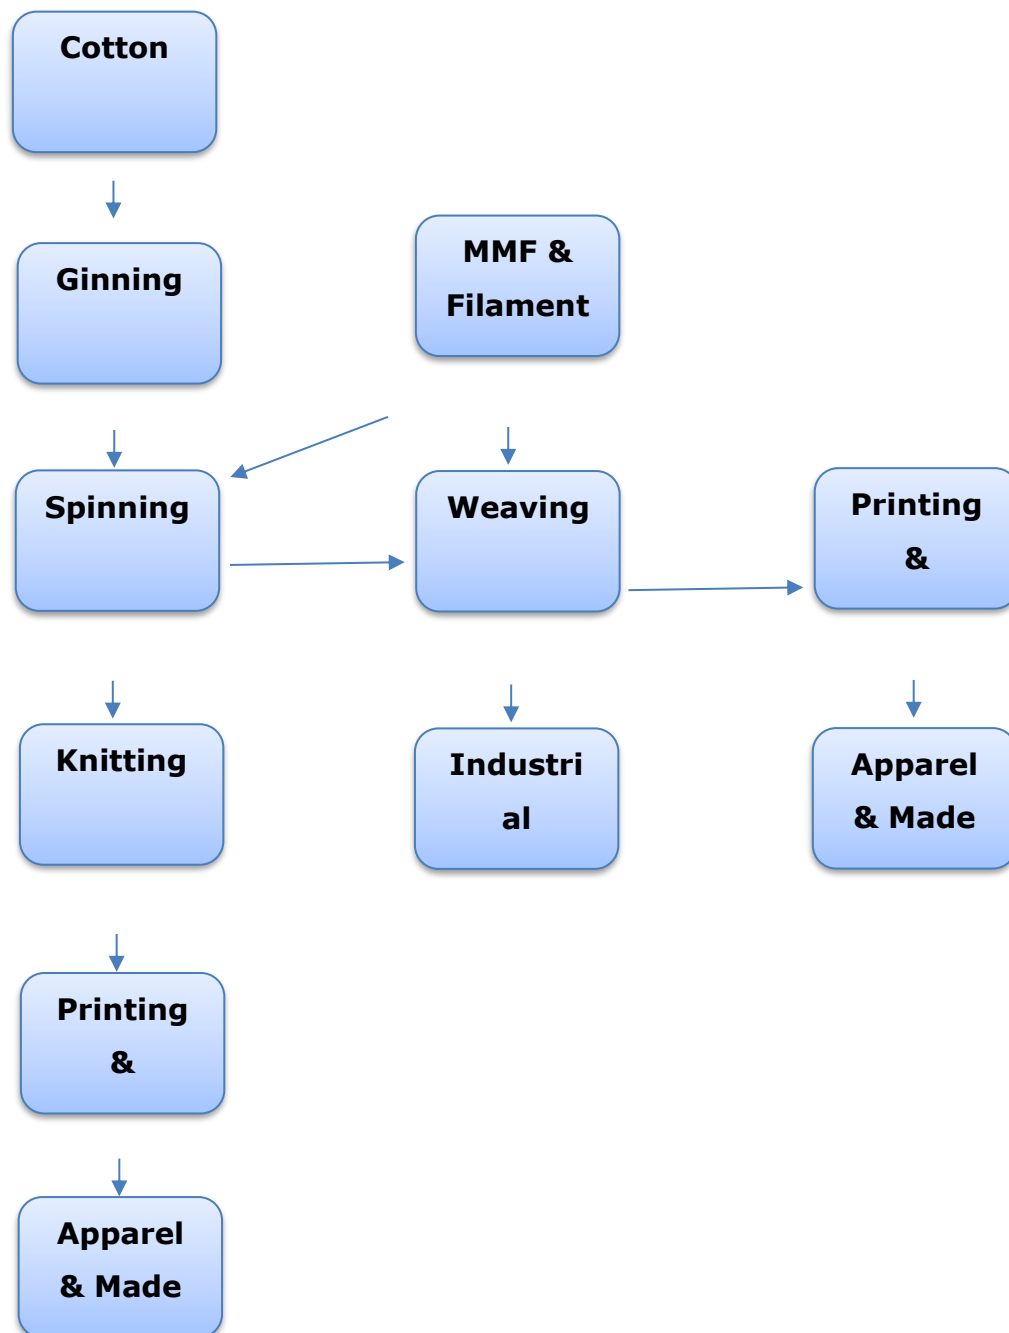 Cotton
Ginning
MMF &
Filament
Spinning
Weaving
Printing
&
Knitting
Industri
al
Apparel
& Made
Printing
&
Apparel
& Made